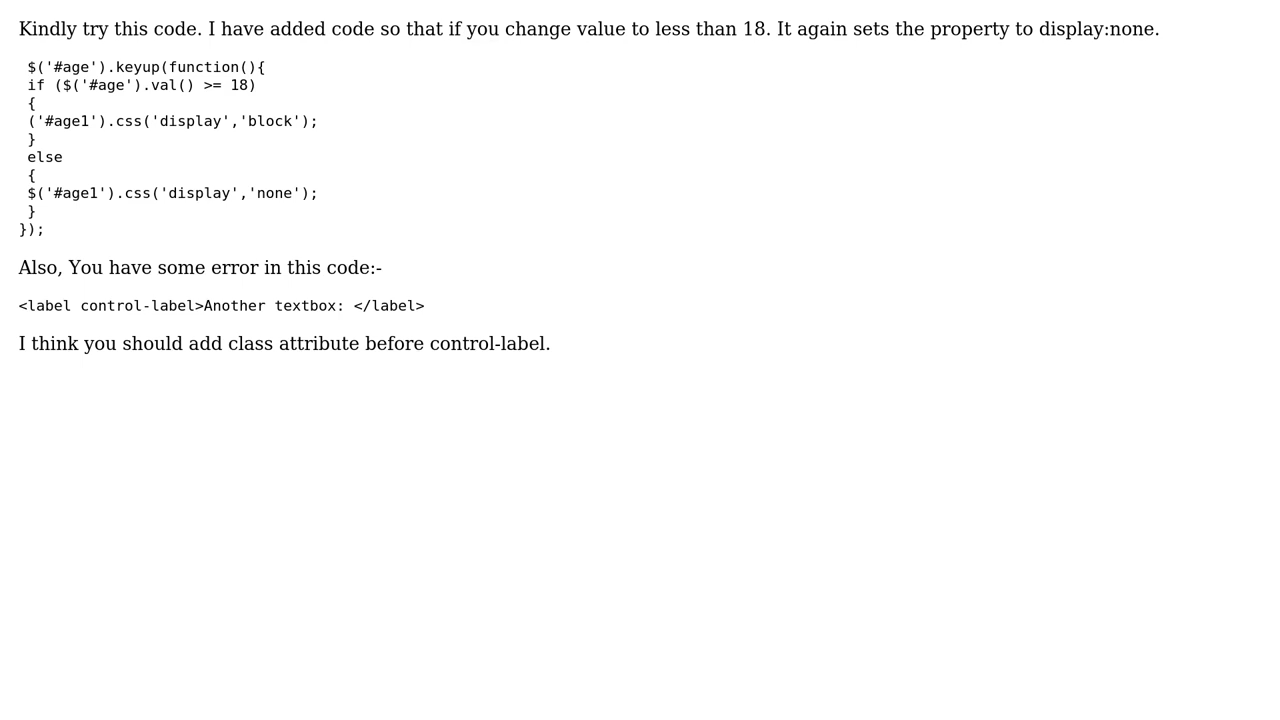 Kindly try this code. I have added code so that if you change value to less than 18. It again sets the property to display:none.
$('#age').keyup(function(){
if ($('#age').val() >= 18)
{
('#age1').css('display','block');
}
else
{
$('#age1').css('display','none');
}
});
Also, You have some error in this code:-
<label control-label>Another textbox: </label>
I think you should add class attribute before control-label.